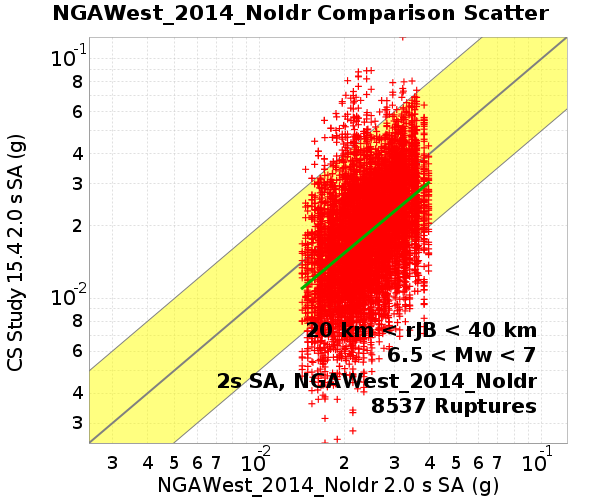 NGAWest_2014_NoIdr Comparison Scatter
CS Study 15.4 2.0 s SA (g)
10⁻¹
8
6
4
3
2
10⁻²
8
6
4
3
20 km < rJB < 40 km
6.5 < Mw < 7
2s SA, NGAWest_2014_NoIdr
8537 Ruptures
3 4 5 6 7 10⁻² 2 3 4 5 6 7 10⁻¹
NGAWest_2014_NoIdr 2.0 s SA (g)